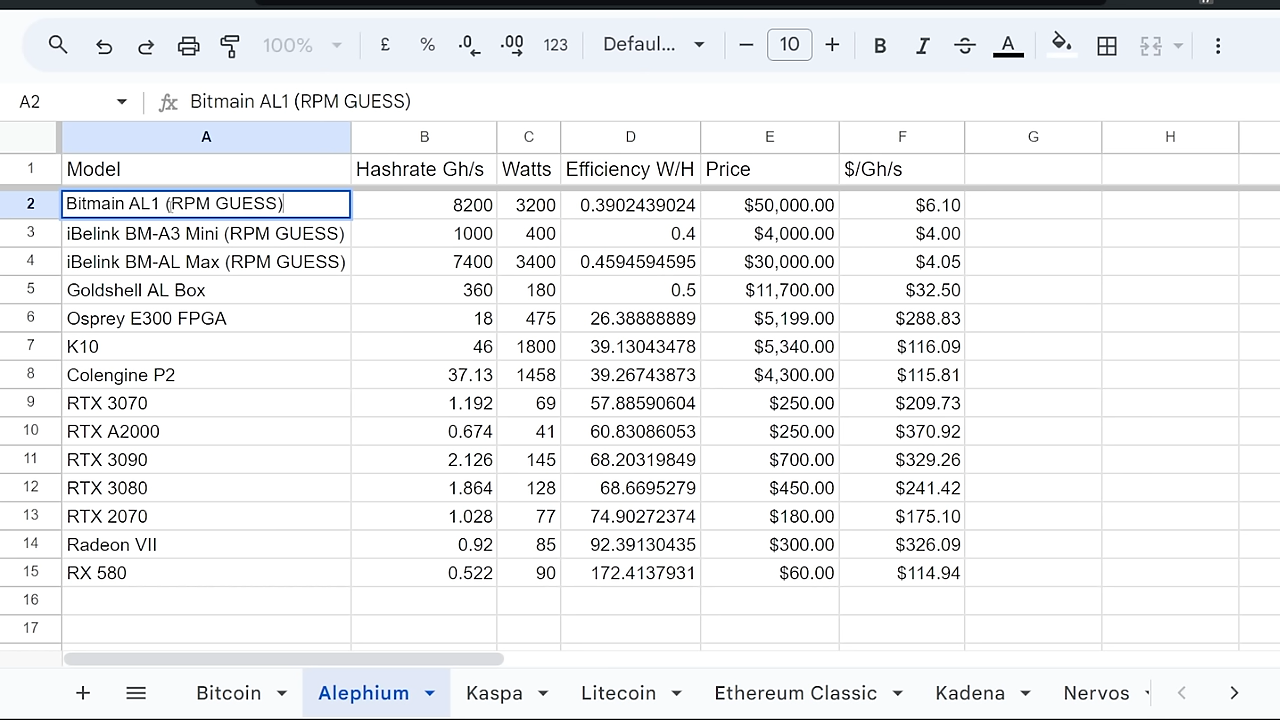 100% £ % .0 .00 123 Defaul... 10 B I S A
A2 fx Bitmain AL1 (RPM GUESS)
A B C D E F G H
1 Model Hashrate Gh/s Watts Efficiency W/H Price $/Gh/s
2 Bitmain AL1 (RPM GUESS) 8200 3200 0.3902439024 $50,000.00 $6.10
3 iBelink BM-A3 Mini (RPM GUESS) 1000 400 0.4 $4,000.00 $4.00
4 iBelink BM-AL Max (RPM GUESS) 7400 3400 0.4594594595 $30,000.00 $4.05
5 Goldshell AL Box 360 180 0.5 $11,700.00 $32.50
6 Osprey E300 FPGA 18 475 26.38888889 $5,199.00 $288.83
7 K10 46 1800 39.13043478 $5,340.00 $116.09
8 Colengine P2 37.13 1458 39.26743873 $4,300.00 $115.81
9 RTX 3070 1.192 69 57.88590604 $250.00 $209.73
10 RTX A2000 0.674 41 60.83086053 $250.00 $370.92
11 RTX 3090 2.126 145 68.20319849 $700.00 $329.26
12 RTX 3080 1.864 128 68.6695279 $450.00 $241.42
13 RTX 2070 1.028 77 74.90272374 $180.00 $175.10
14 Radeon VII 0.92 85 92.39130435 $300.00 $326.09
15 RX 580 0.522 90 172.4137931 $60.00 $114.94
16
17
Bitcoin Alephium Kaspa Litecoin Ethereum Classic Kadena Nervos